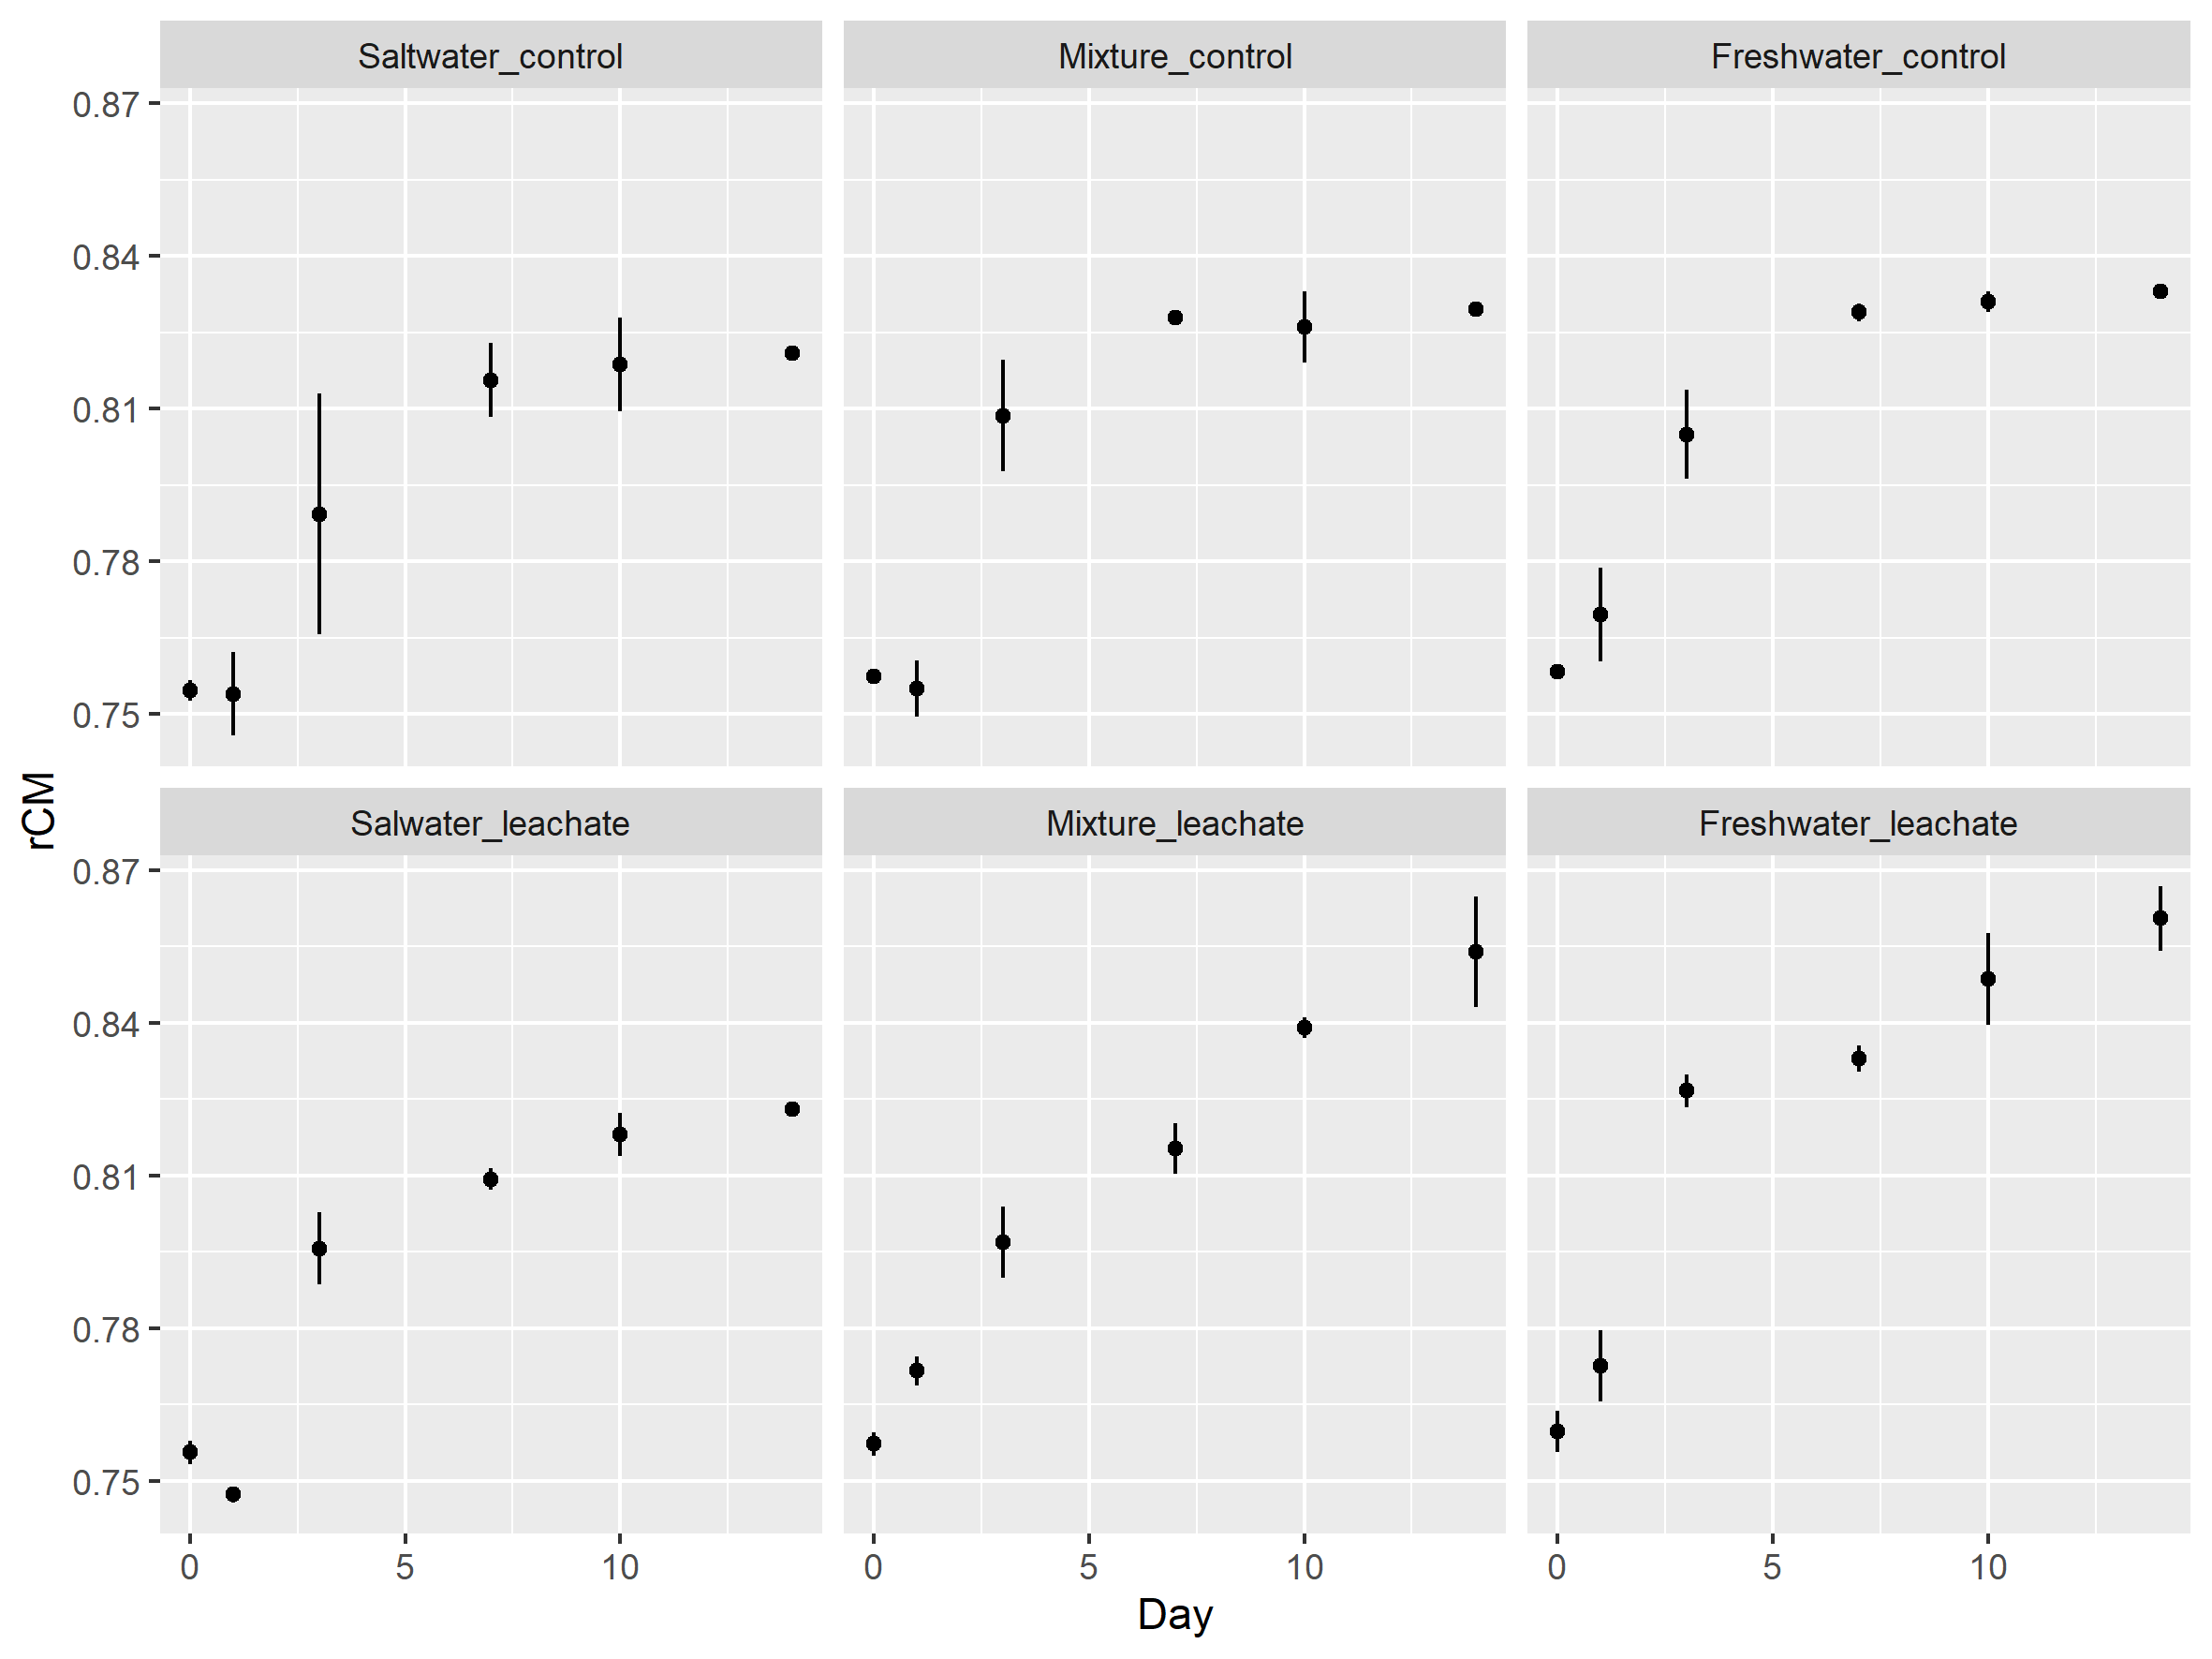 Saltwater_control Mixture_control Freshwater_control
0.87
0.84
0.81
0.78
0.75
rCM
Salwater_leachate Mixture_leachate Freshwater_leachate
0.87
0.84
0.81
0.78
0.75
0 5 10 0 5 10 0 5 10
Day